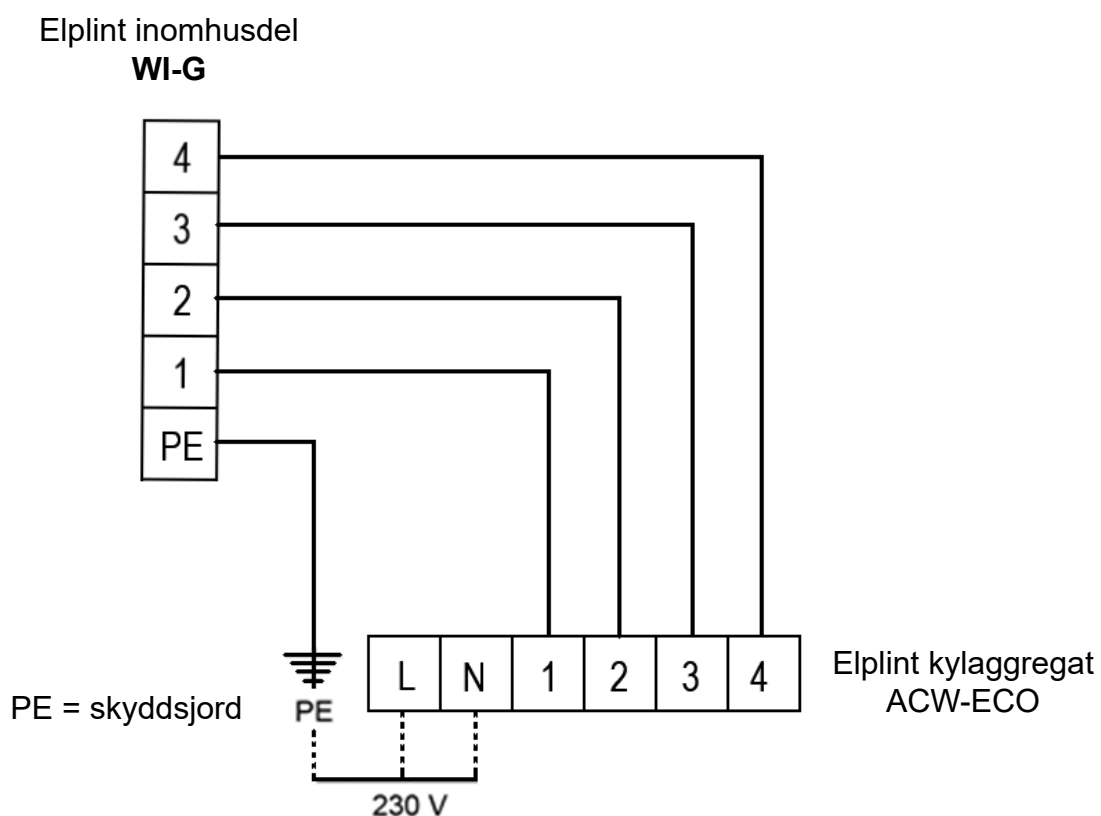 Elplint inomhusdel
WI-G
4
3
2
1
PE
L N 1 2 3 4
Elplint kylaggregat
ACW-ECO
PE = skyddsjord
PE
230 V